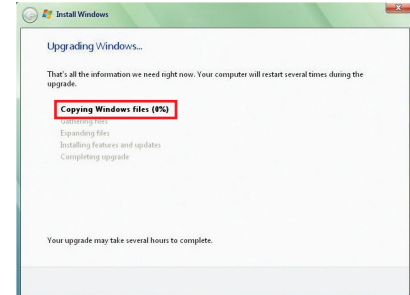 Install Windows
Upgrading Windows...
That's all the information we need right now. Your computer will restart several times during the
upgrade.
Copying Windows files (0%)
Gathering files
Expanding files
Installing features and updates
Completing upgrade
Your upgrade may take several hours to complete.